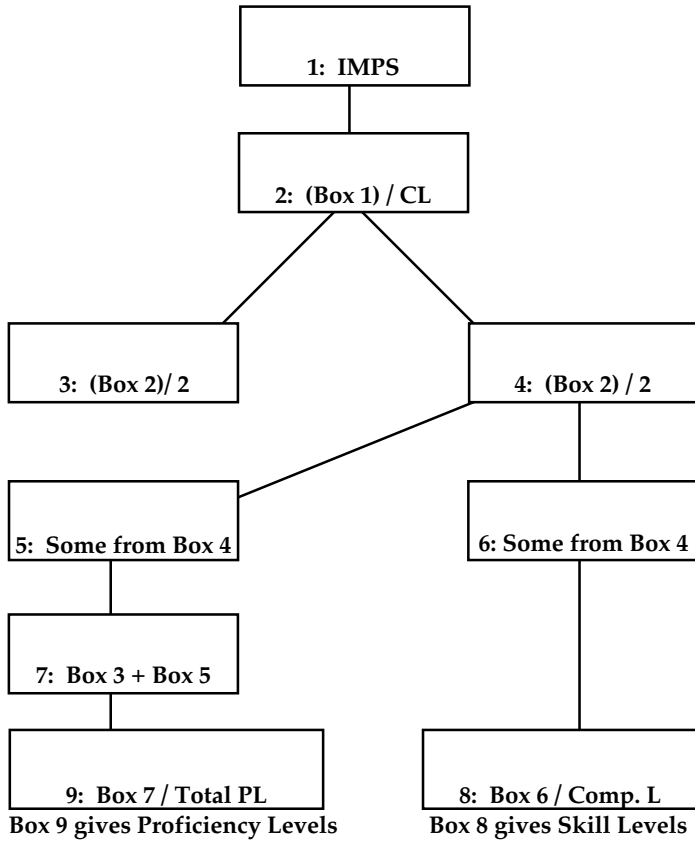 1: IMPS
2: (Box 1) / CL
3: (Box 2)/ 2
4: (Box 2) / 2
5: Some from Box 4
6: Some from Box 4
7: Box 3 + Box 5
9: Box 7 / Total PL
8: Box 6 / Comp. L
Box 9 gives Proficiency Levels
Box 8 gives Skill Levels